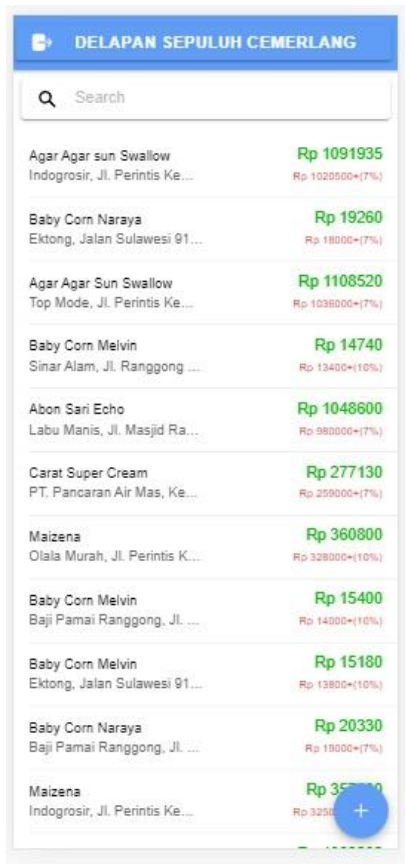 DELAPAN SEPULUH CEMERLANG
Search
Agar Agar sun Swallow Rp 1091935
Indogrosir, Jl. Perintis Ke... Rp 1020500+(7%)
Baby Corn Naraya Rp 19260
Ektong, Jalan Sulawesi 91... Rp 18000+(7%)
Agar Agar Sun Swallow Rp 1108520
Top Mode, Jl. Perintis Ke... Rp 1036000+(7%)
Baby Corn Melvin Rp 14740
Sinar Alam, Jl. Ranggong ... Rp 13400+(10%)
Abon Sari Echo Rp 1048600
Labu Manis, Jl. Masjid Ra... Rp 980000+(7%)
Carat Super Cream Rp 277130
PT. Pancaran Air Mas, Ke... Rp 259000+(7%)
Maizena Rp 360800
Olala Murah, Jl. Perintis K... Rp 328000+(10%)
Baby Corn Melvin Rp 15400
Baji Pamai Ranggong, Jl. ... Rp 14000+(10%)
Baby Corn Melvin Rp 15180
Ektong, Jalan Sulawesi 91... Rp 13800+(10%)
Baby Corn Naraya Rp 20330
Baji Pamai Ranggong, Jl. ... Rp 19000+(7%)
Maizena Rp
Indogrosir, Jl. Perintis Ke... Rp